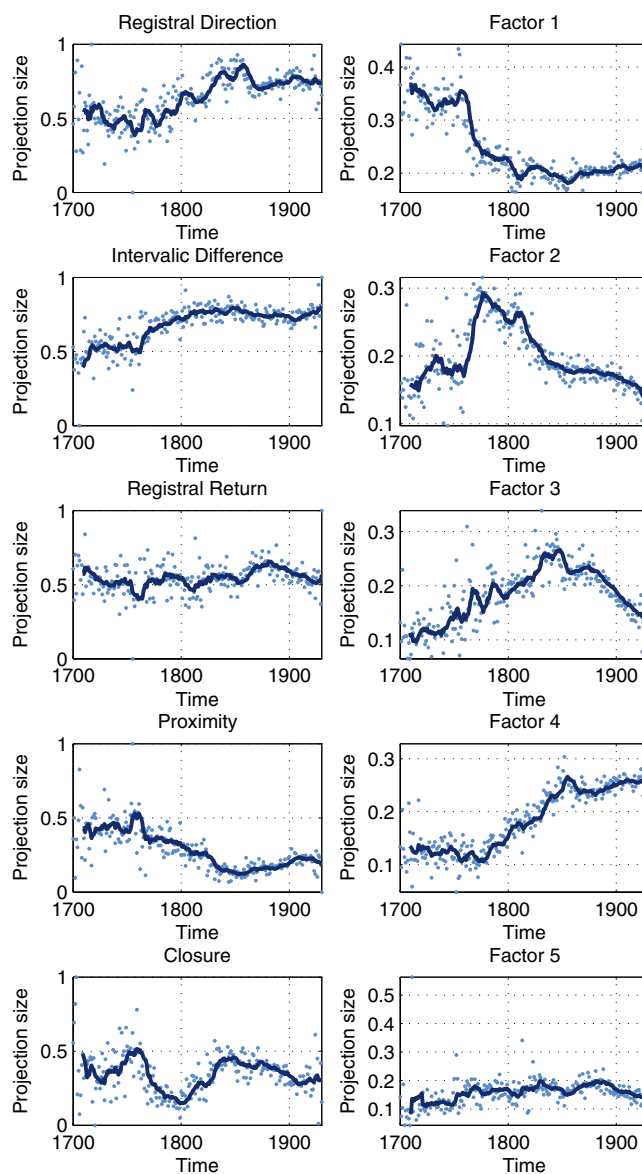 Registral Direction
Projection size
1
0.5
0
1700 1800 1900
Time
Factor 1
Projection size
0.4
0.3
0.2
1700 1800 1900
Time
Intervalic Difference
Projection size
1
0.5
0
1700 1800 1900
Time
Factor 2
Projection size
0.3
0.2
0.1
1700 1800 1900
Time
Registral Return
Projection size
1
0.5
0
1700 1800 1900
Time
Factor 3
Projection size
0.3
0.2
0.1
1700 1800 1900
Time
Proximity
Projection size
1
0.5
0
1700 1800 1900
Time
Factor 4
Projection size
0.3
0.2
0.1
1700 1800 1900
Time
Closure
Projection size
1
0.5
0
1700 1800 1900
Time
Factor 5
Projection size
0.5
0.4
0.3
0.2
0.1
1700 1800 1900
Time